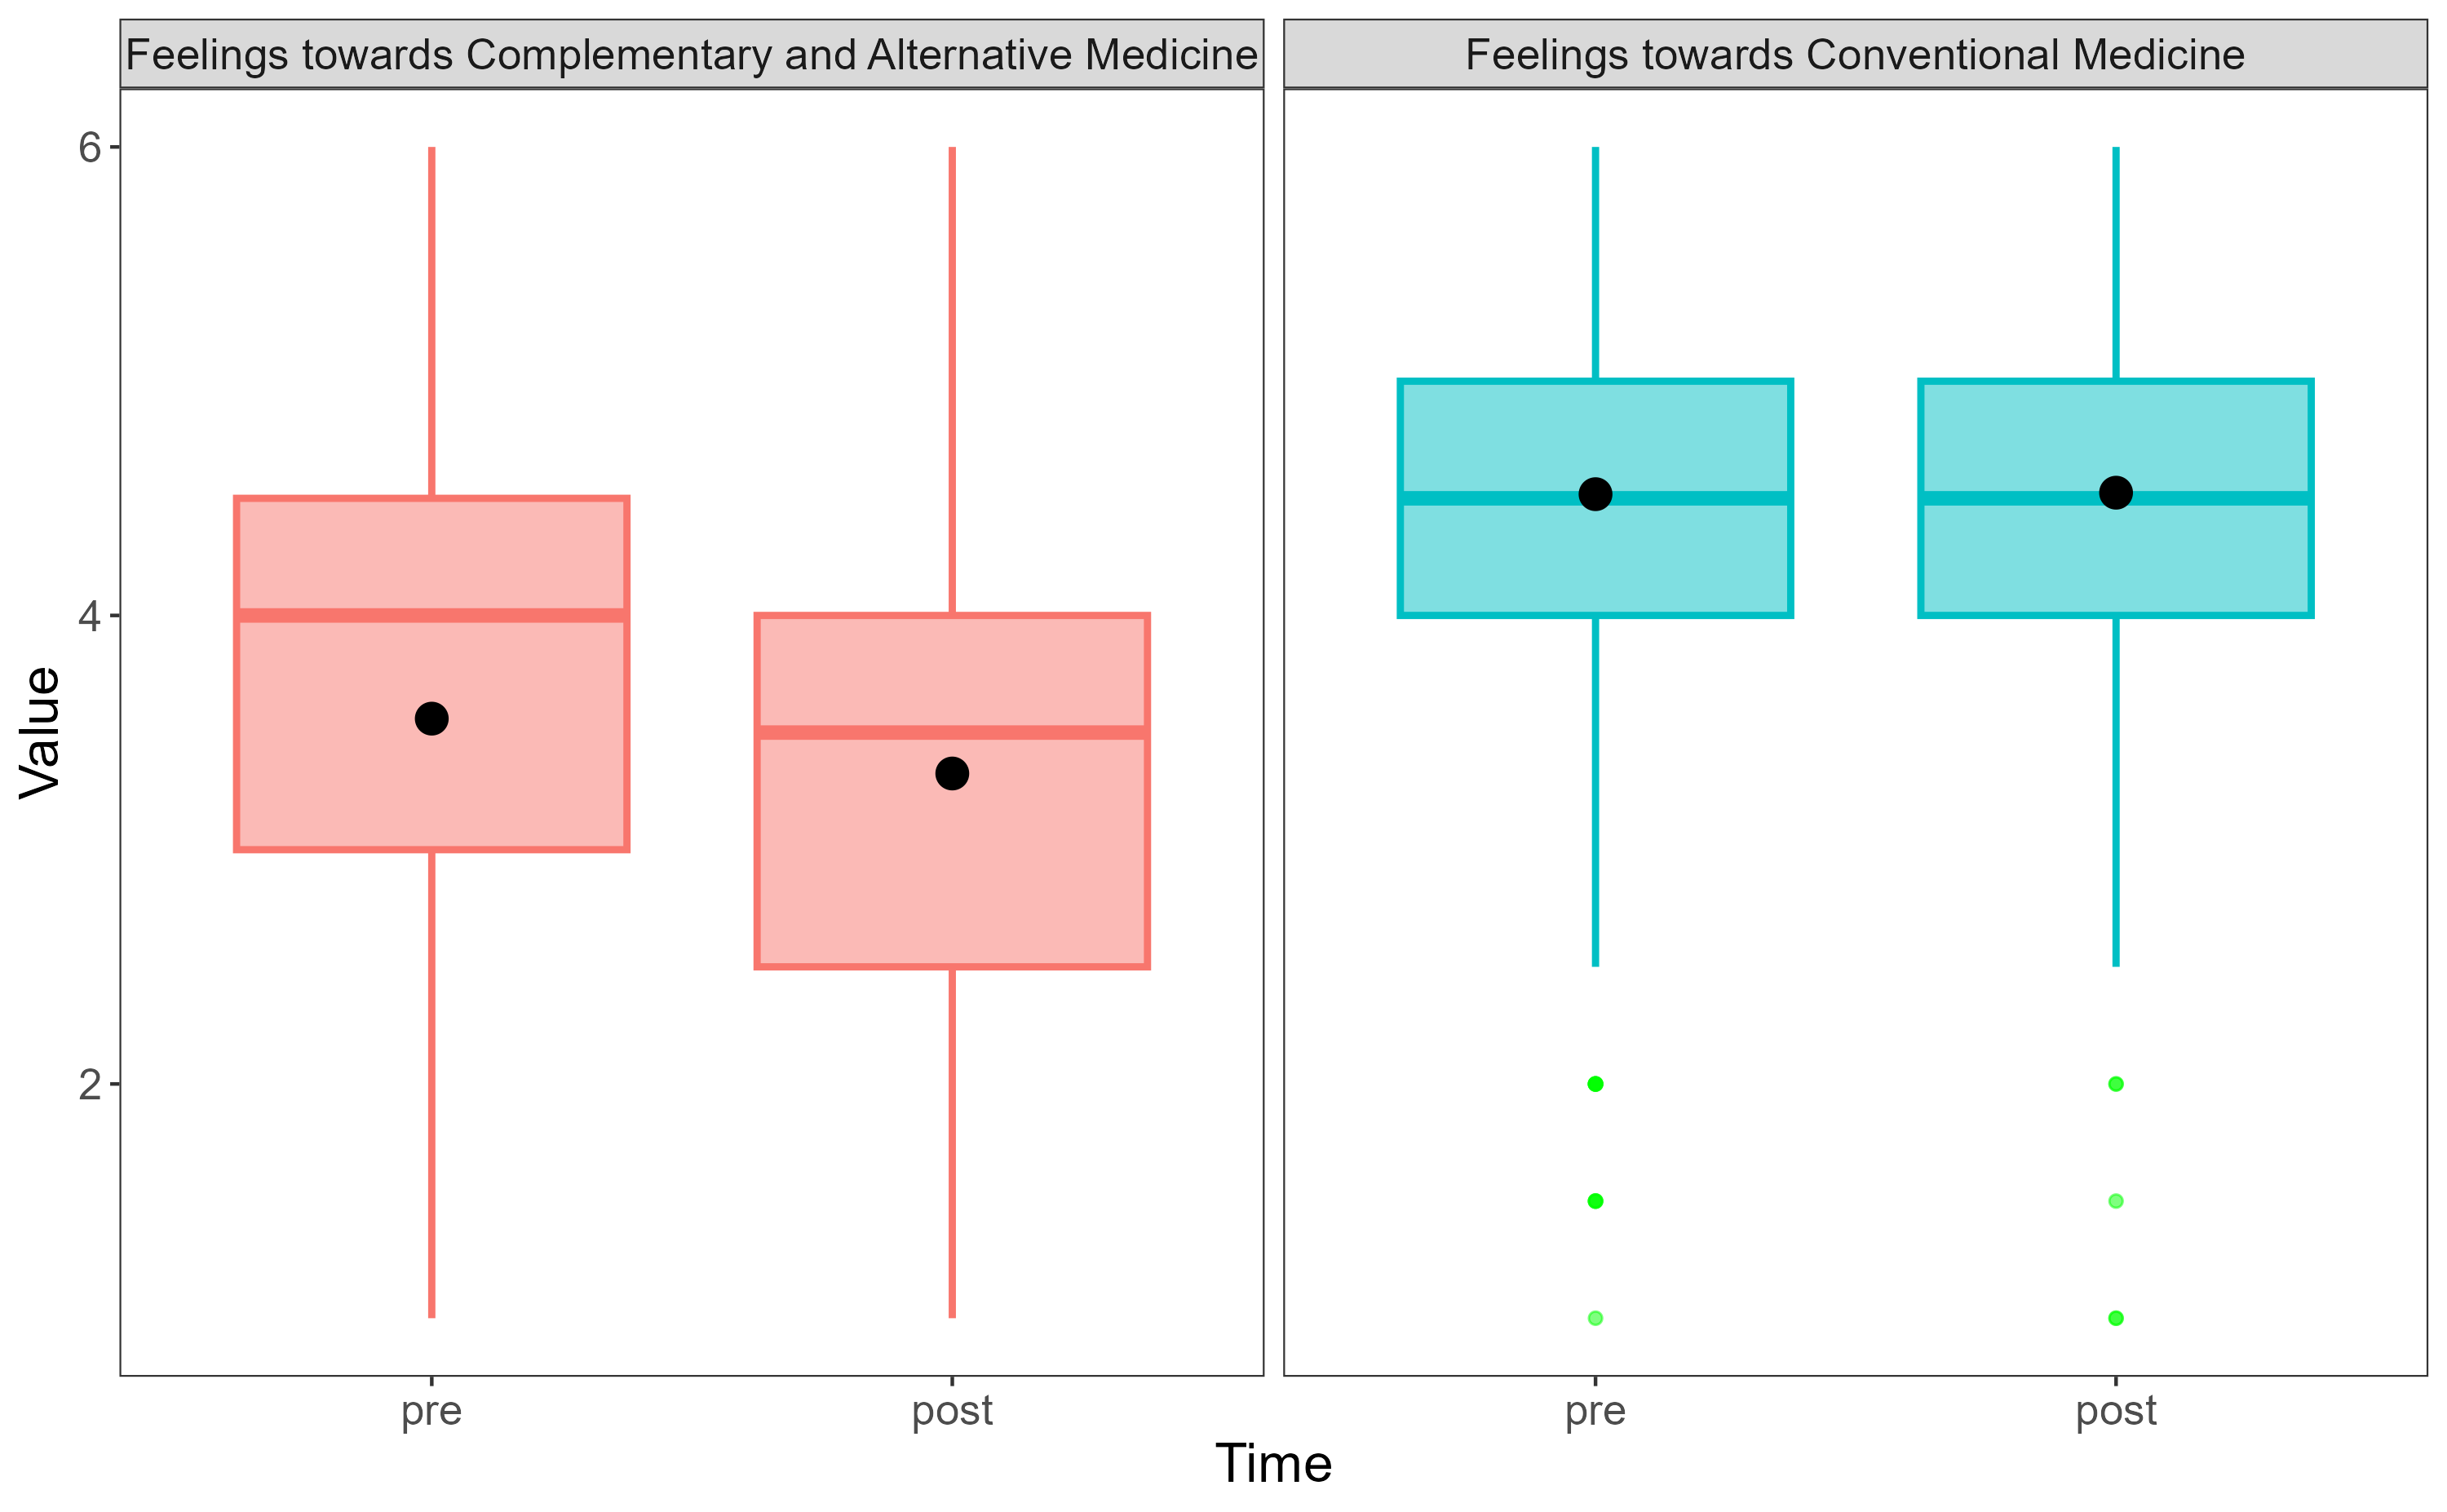 Feelings towards Complementary and Alternative Medicine
Feelings towards Conventional Medicine
6
4
2
Value
pre
post
pre
post
Time